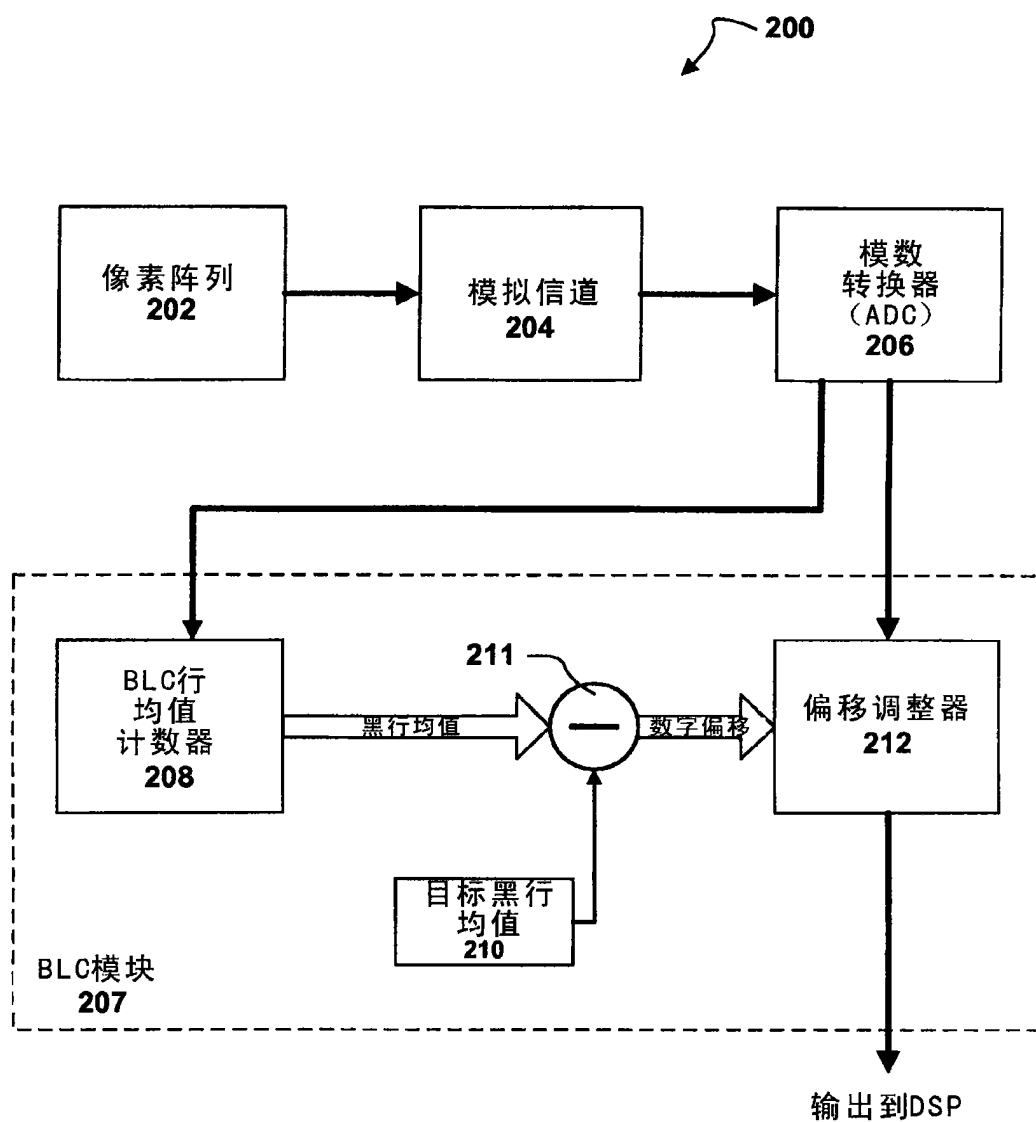 200
像素阵列
202
模拟信道
204
模数
转换器
（ADC）
206
BLC行
均值
计数器
208
黑行均值
211
数字偏移
偏移调整器
212
目标黑行
均值
210
BLC模块
207
输出到DSP